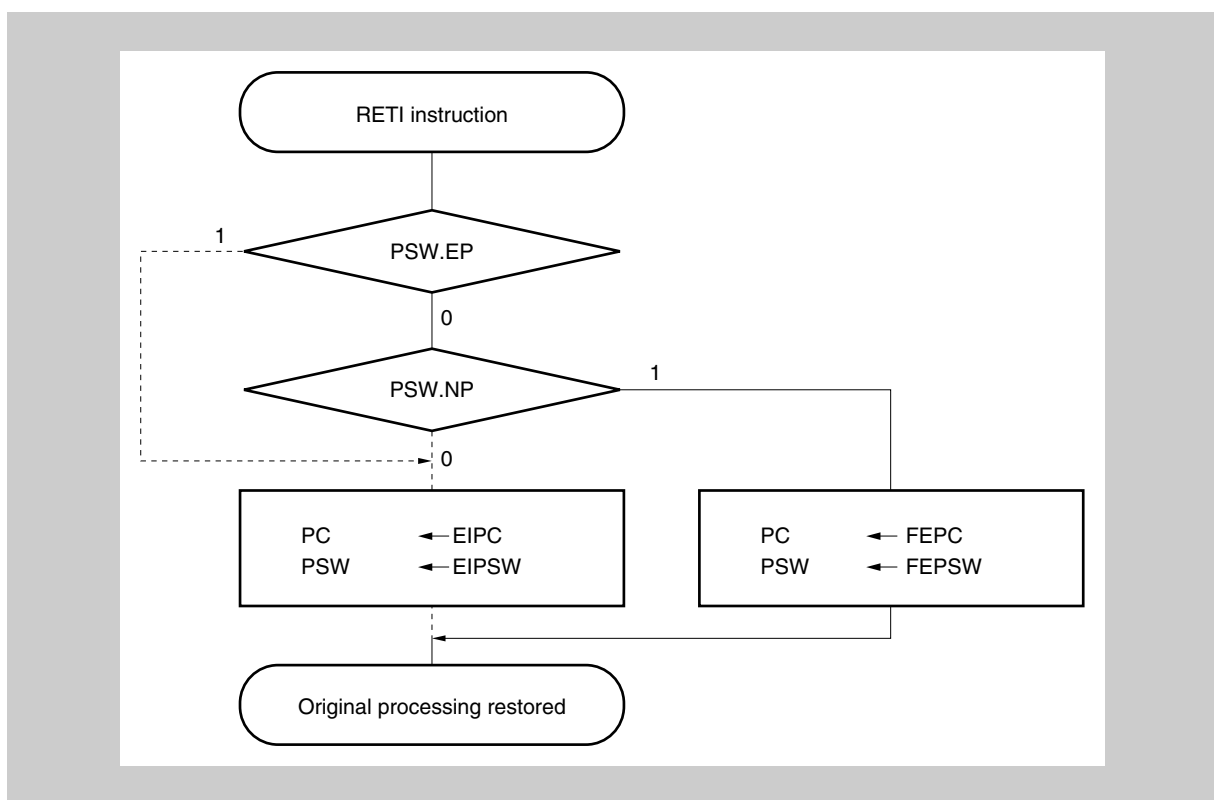 RETI instruction
1
PSW.EP
0
PSW.NP
1
0
PC ← EIPC
PSW ← EIPSW
PC ← FEPC
PSW ← FEPSW
Original processing restored